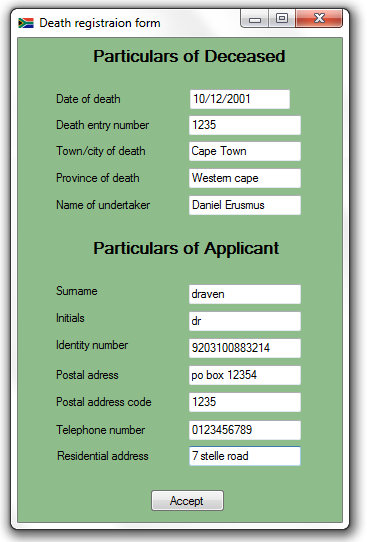 Death registraion form
Particulars of Deceased
Date of death 10/12/2001
Death entry number 1235
Town/city of death Cape Town
Province of death Western cape
Name of undertaker Daniel Erusmus
Particulars of Applicant
Surname draven
Initials dr
Identity number 9203100883214
Postal adress po box 12354
Postal address code 1235
Telephone number 0123456789
Residential address 7 stelle road
Accept